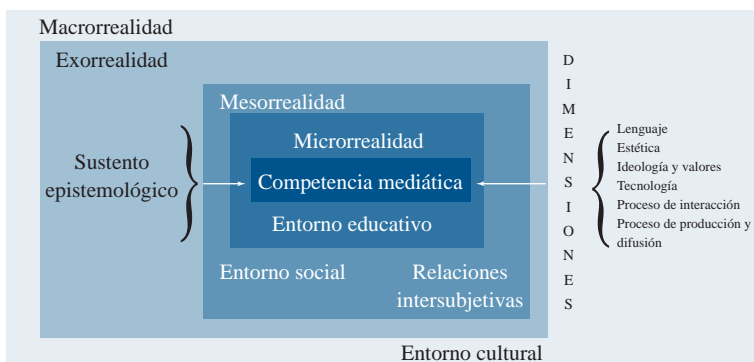 Macrorrealidad
Exorrealidad
Mesorrealidad
Microrrealidad
Sustento
epistemológico
Competencia mediática
Entorno educativo
Entorno social
Relaciones
intersubjetivas
Entorno cultural
DIMENSIONES
Lenguaje
Estética
Ideología y valores
Tecnología
Proceso de interacción
Proceso de producción y
difusión